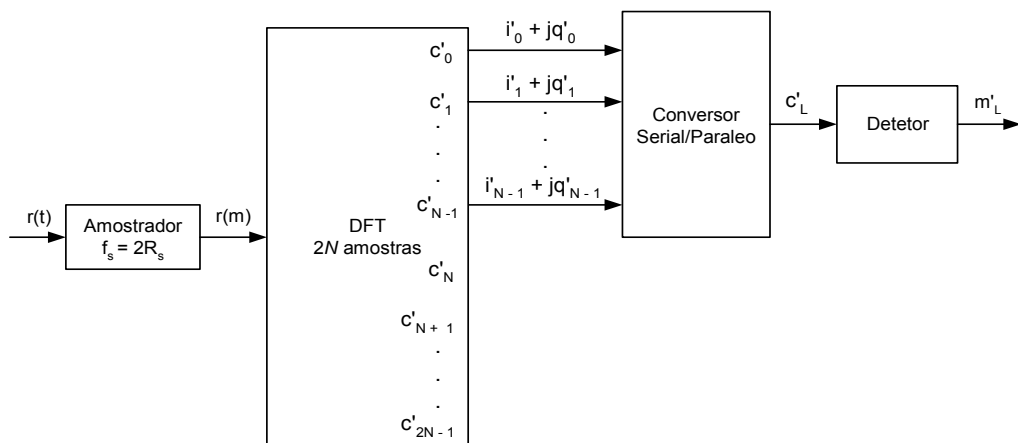 r(t)
Amostrador
f_s = 2R_s
r(m)
DFT
2N amostras
c'_0
c'_1
.
.
.
c'_{N-1}
c'_N
c'_{N + 1}
.
.
.
c'_{2N-1}
i'_0 + jq'_0
i'_1 + jq'_1
.
.
.
i'_{N-1} + jq'_{N-1}
Conversor
Serial/Paraleo
c'_L
Detetor
m'_L